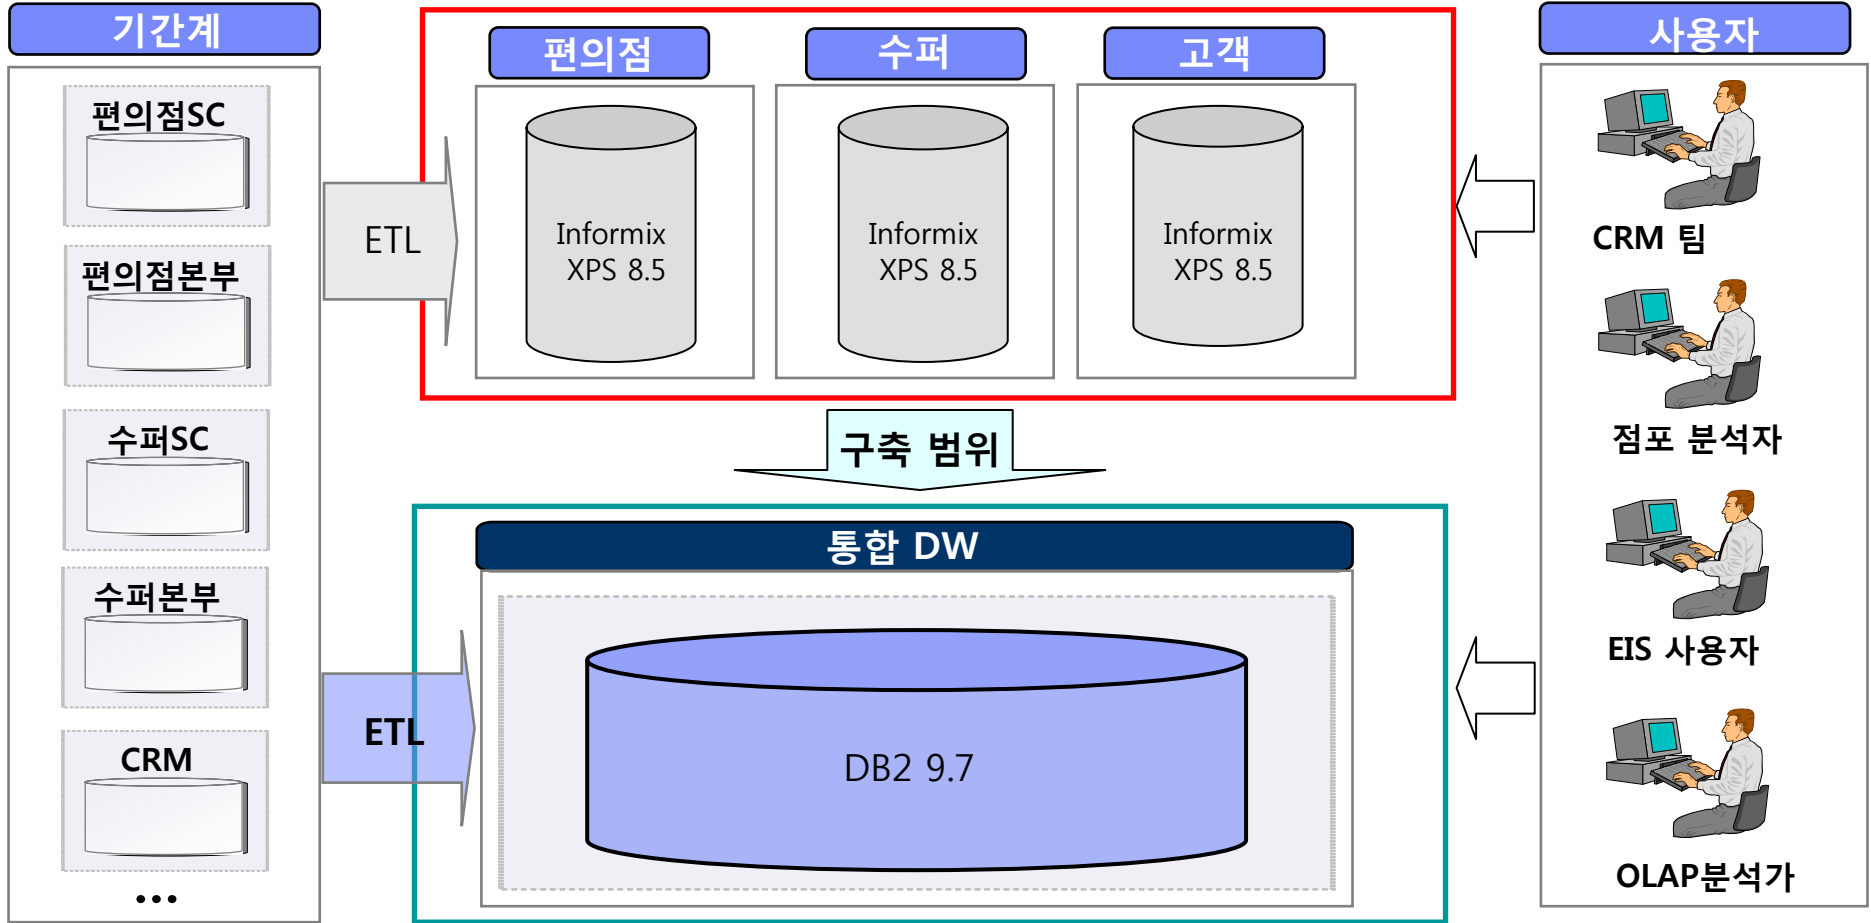 기간계
편의점SC
편의점본부
수퍼SC
수퍼본부
CRM
...
ETL
ETL
편의점
수퍼
고객
Informix
XPS 8.5
Informix
XPS 8.5
Informix
XPS 8.5
구축 범위
통합 DW
DB2 9.7
사용자
CRM 팀
점포 분석자
EIS 사용자
OLAP분석가